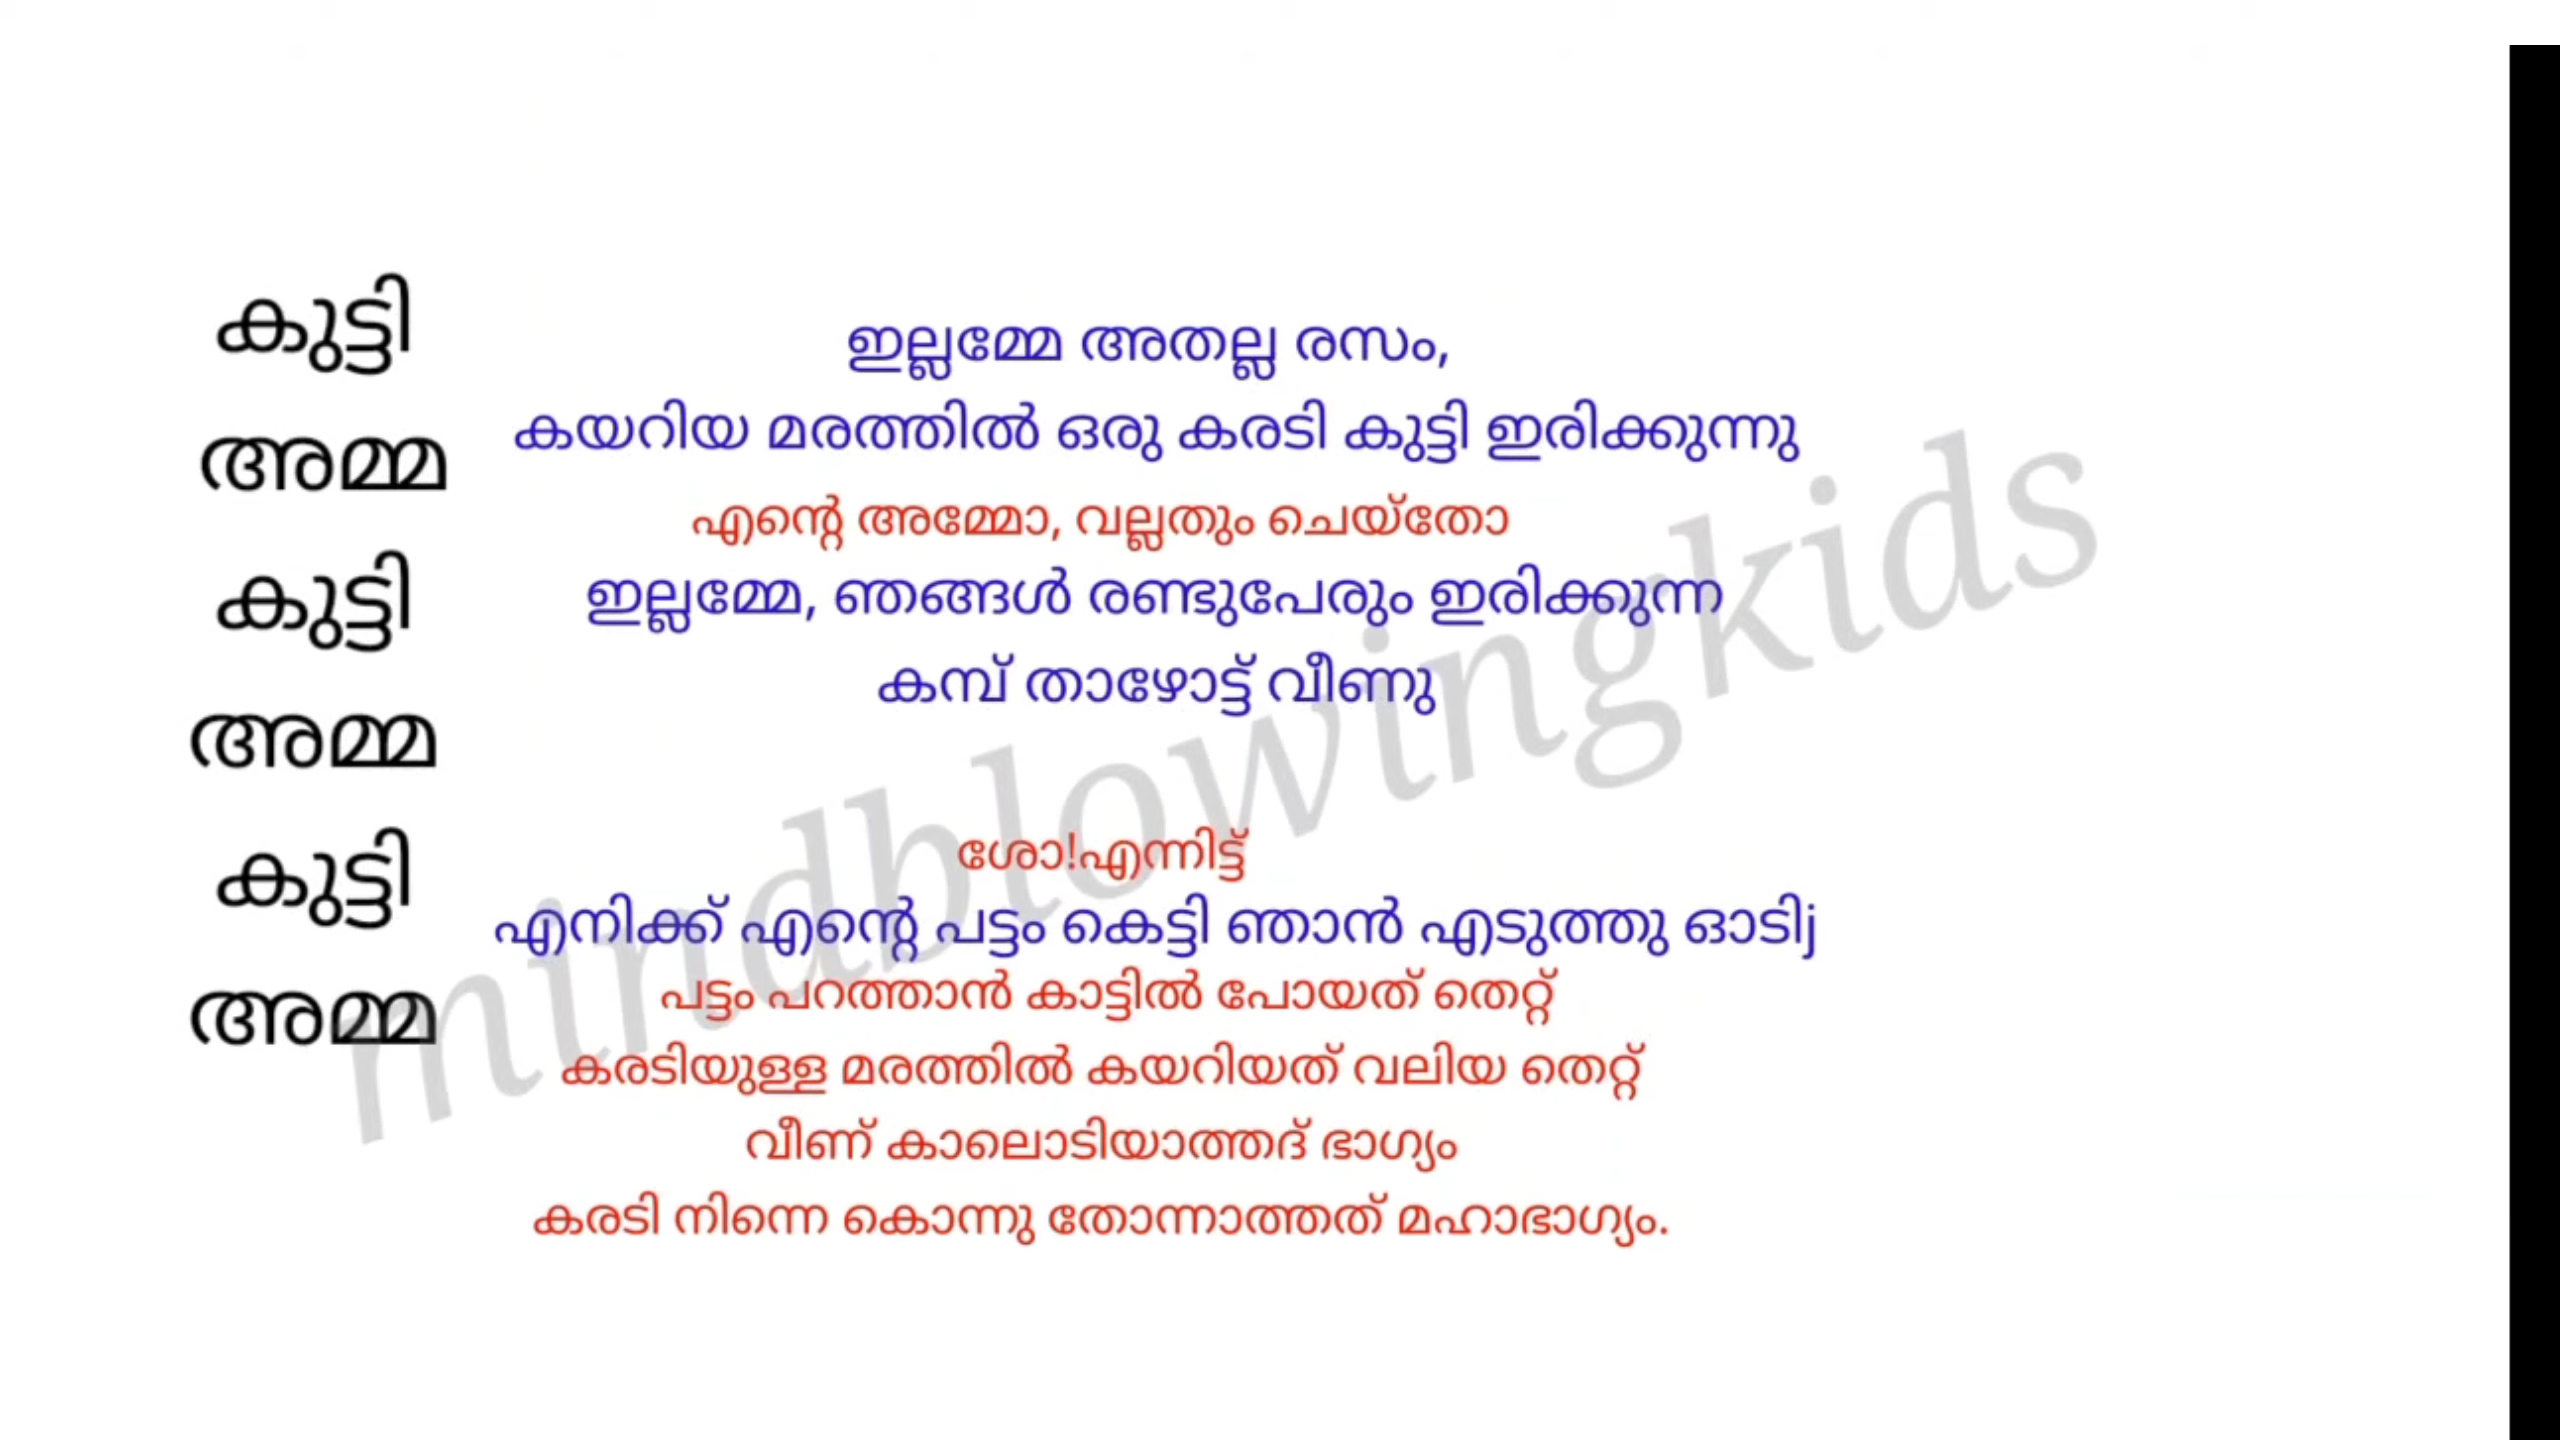 കുട്ടി
ഇല്ലമ്മേ അതല്ല രസം,
കയറിയ മരത്തിൽ ഒരു കരടി കുട്ടി ഇരിക്കുന്നു
അമ്മ
എന്റെ അമ്മോ, വല്ലതും ചെയ്തോ
കുട്ടി
ഇല്ലമ്മേ, ഞങ്ങൾ രണ്ടുപേരും ഇരിക്കുന്ന
കമ്പ് താഴോട്ട് വീണു
അമ്മ
ശോ!എന്നിട്ട്
കുട്ടി
എനിക്ക് എന്റെ പട്ടം കെട്ടി ഞാൻ എടുത്തു ഓടിj
അമ്മ
പട്ടം പറത്താൻ കാട്ടിൽ പോയത് തെറ്റ്
കരടിയുള്ള മരത്തിൽ കയറിയത് വലിയ തെറ്റ്
വീണ് കാലൊടിയാത്തദ് ഭാഗ്യം
കരടി നിന്നെ കൊന്നു തോന്നാത്തത് മഹാഭാഗ്യം.
mindblowingkids